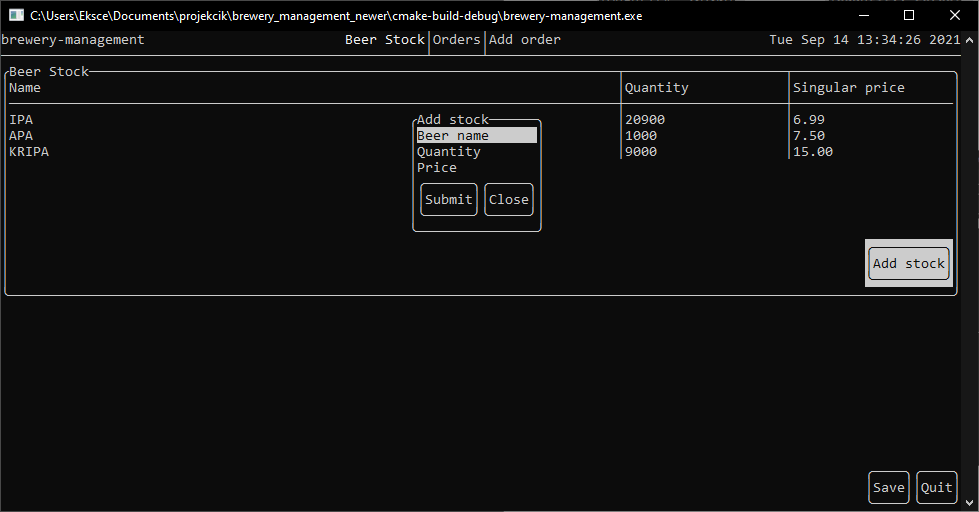 C:\Users\Eksce\Documents\projekcik\brewery_management_newer\cmake-build-debug\brewery-management.exe
brewery-management Beer Stock Orders Add order Tue Sep 14 13:34:26 2021
Beer Stock
Name Quantity Singular price
IPA 20900 6.99
APA 1000 7.50
KRIPA 9000 15.00
Add stock
Beer name
Quantity
Price
Submit Close
Add stock
Save Quit